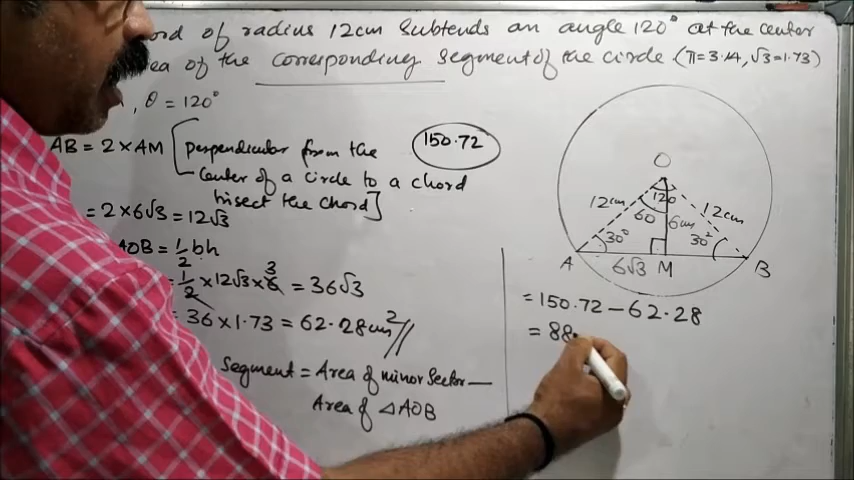 of radius 12cm Subtends an angle 120° at the center
of the corresponding segment of the circle (π=3.14, √3=1.73)
, θ = 120°
AB = 2 × AM [perpendicular from the
center of a circle to a chord
bisect the chord]
150.72
= 2×6√3 = 12√3
AOB = 1/2 bh
= 1/2 × 12√3 × 6 3 = 36√3
= 36 × 1.73 = 62.28cm²//
Segment = Area of minor Sector —
Area of △AOB
O
120
12cm
12cm
60
6cm
30°
30°
A
6√3
M
B
= 150.72 – 62.28
= 88.